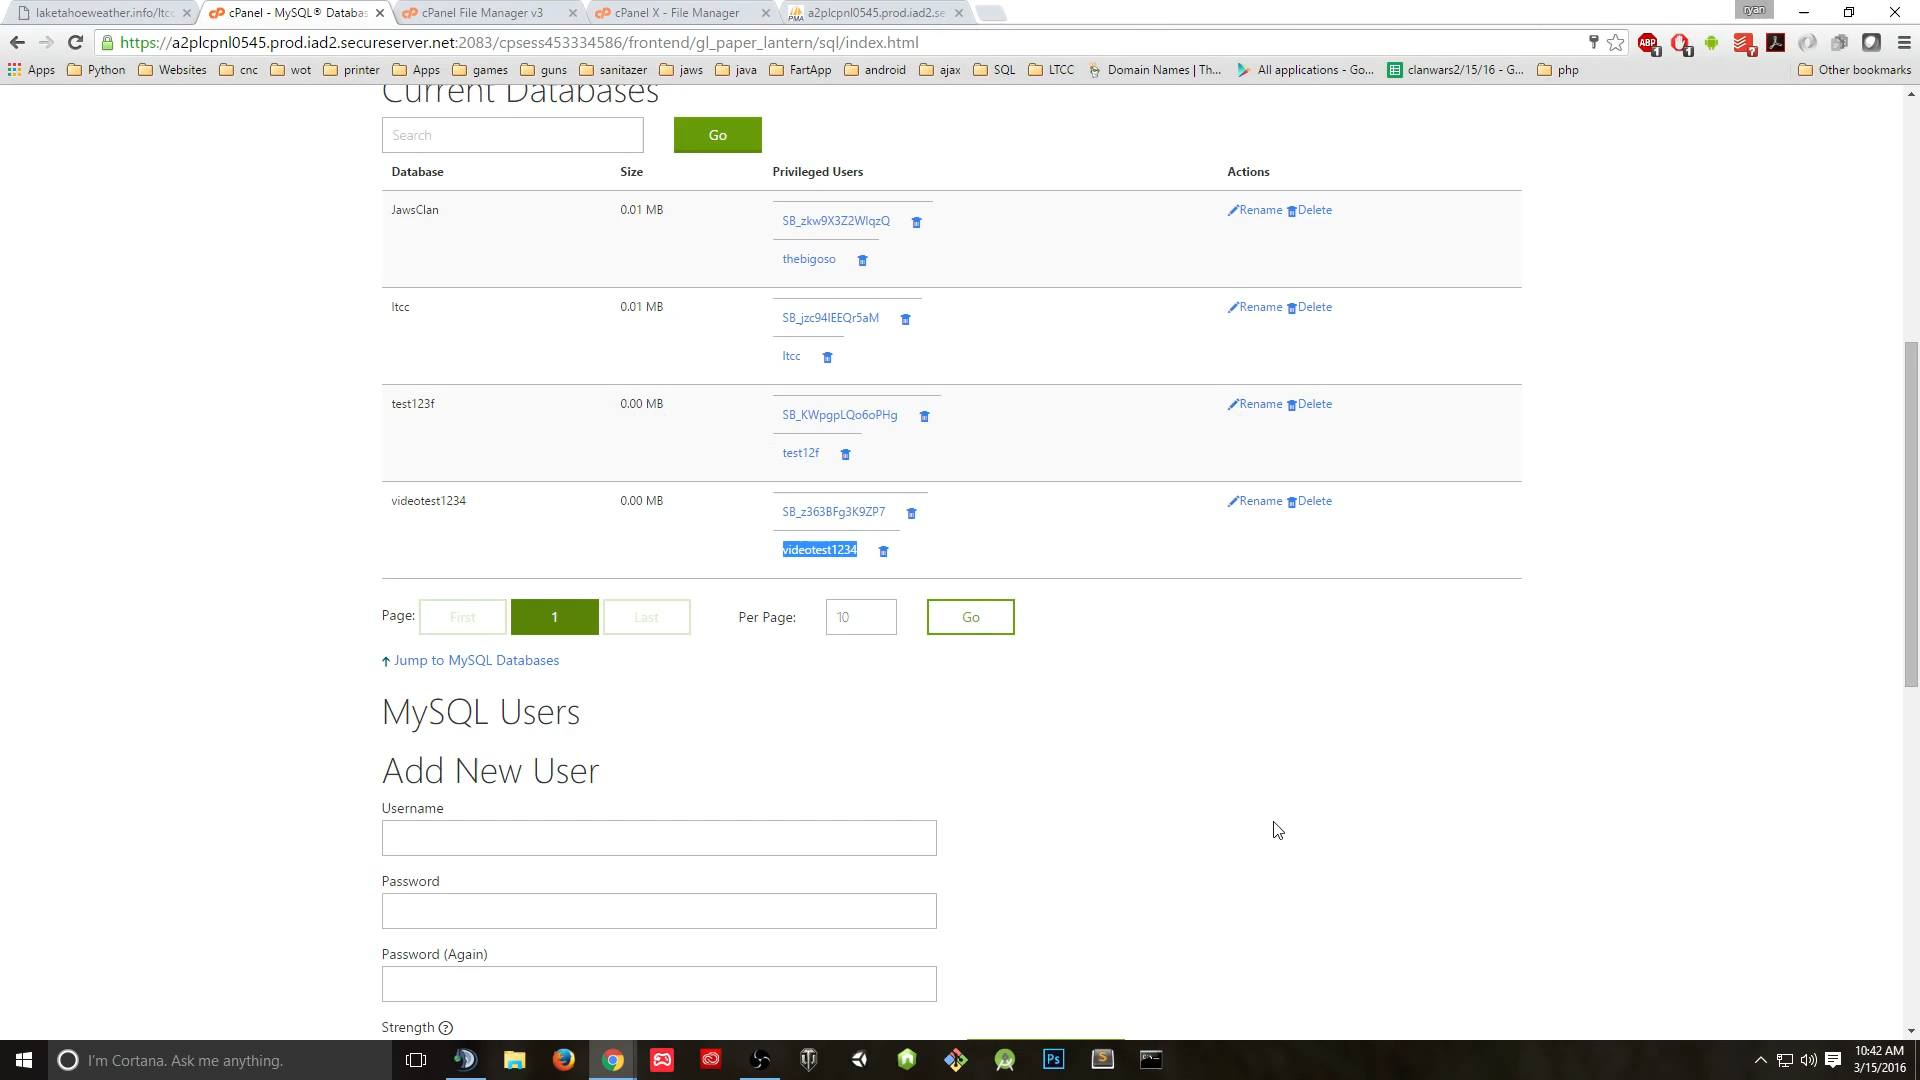 laketahoeweather.info/ltcc
cPanel - MySQL® Databas
cPanel File Manager v3
cPanel X - File Manager
a2plcpnl0545.prod.iad2.se
ryan
https://a2plcpnl0545.prod.iad2.secureserver.net:2083/cpsess453334586/frontend/gl_paper_lantern/sql/index.html
Apps Python Websites cnc wot printer Apps games guns sanitazer jaws java FartApp android ajax SQL LTCC Domain Names | Th... All applications - Go... clanwars2/15/16 - G... php Other bookmarks
Current Databases
Search Go
Database Size Privileged Users Actions
JawsClan 0.01 MB Rename Delete
SB_zkw9X3Z2WlqzQ
thebigoso
ltcc 0.01 MB Rename Delete
SB_jzc94IEEQr5aM
ltcc
test123f 0.00 MB Rename Delete
SB_KWpgpLQo6oPHg
test12f
videotest1234 0.00 MB Rename Delete
SB_z363BFg3K9ZP7
videotest1234
Page: First 1 Last Per Page: 10 Go
Jump to MySQL Databases
MySQL Users
Add New User
Username
Password
Password (Again)
Strength
I'm Cortana. Ask me anything.
10:42 AM
3/15/2016